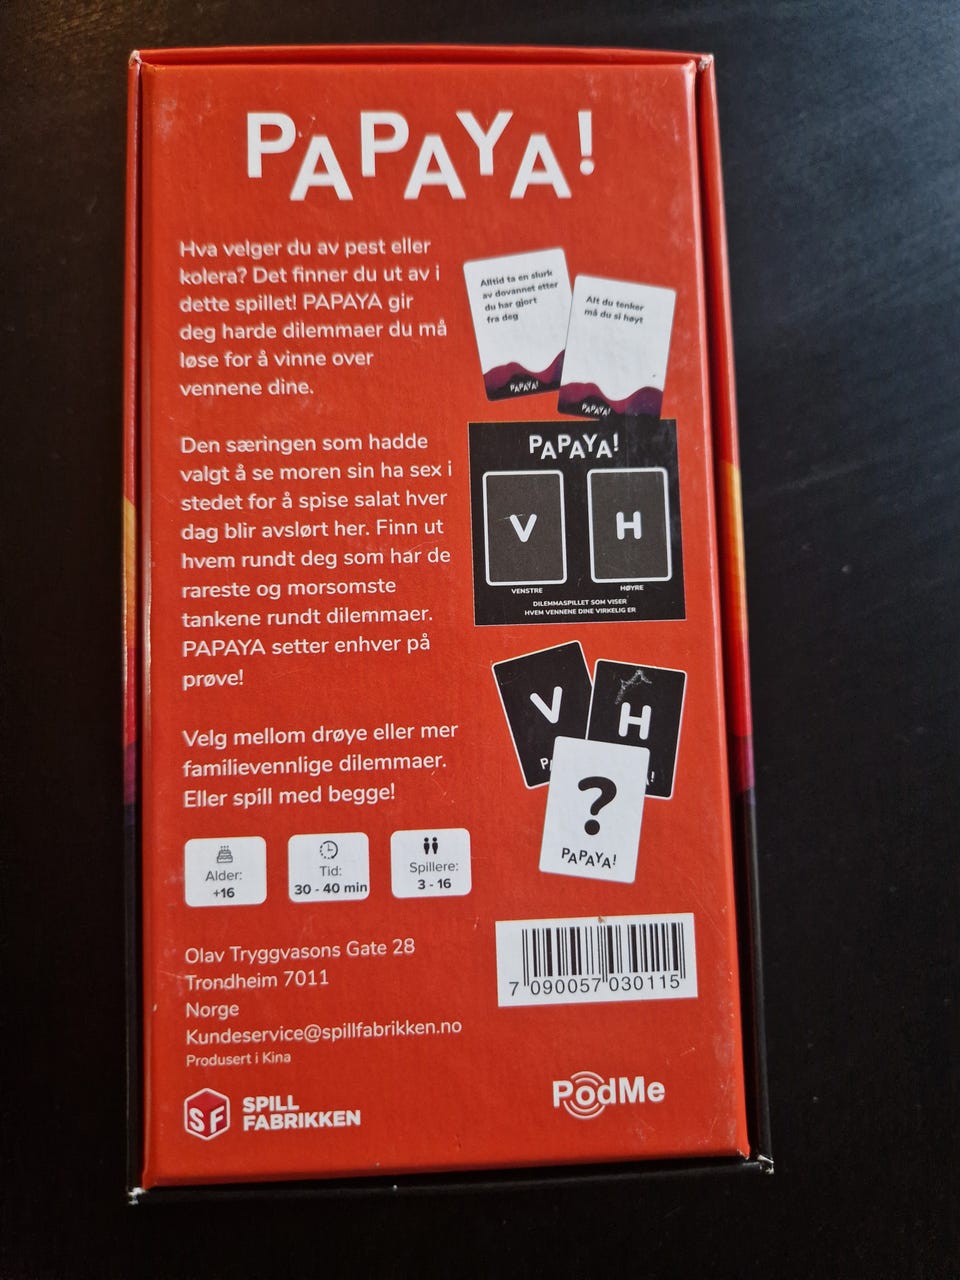 PAPAYA!
Hva velger du av pest eller
kolera? Det finner du ut av i
dette spillet! PAPAYA gir
deg harde dilemmaer du må
løse for å vinne over
vennene dine.
Den særingen som hadde
valgt å se moren sin ha sex i
stedet for å spise salat hver
dag blir avslørt her. Finn ut
hvem rundt deg som har de
rareste og morsomste
tankene rundt dilemmaer.
PAPAYA setter enhver på
prøve!
Velg mellom drøye eller mer
familievennlige dilemmaer.
Eller spill med begge!
Alltid ta en slurk
av dovannet etter
du har gjort
fra deg
PAPAYA!
Alt du tenker
må du si høyt
PAPAYA!
PAPAYA!
V
H
VENSTRE
HØYRE
DILEMMASPILLET SOM VISER
HVEM VENNENE DINE VIRKELIG ER
V
PA
H
A!
?
PAPAYA!
Alder:
+16
Tid:
30 - 40 min
Spillere:
3 - 16
Olav Tryggvasons Gate 28
Trondheim 7011
Norge
Kundeservice@spillfabrikken.no
Produsert i Kina
7 090057 030115
SF
SPILL
FABRIKKEN
PodMe